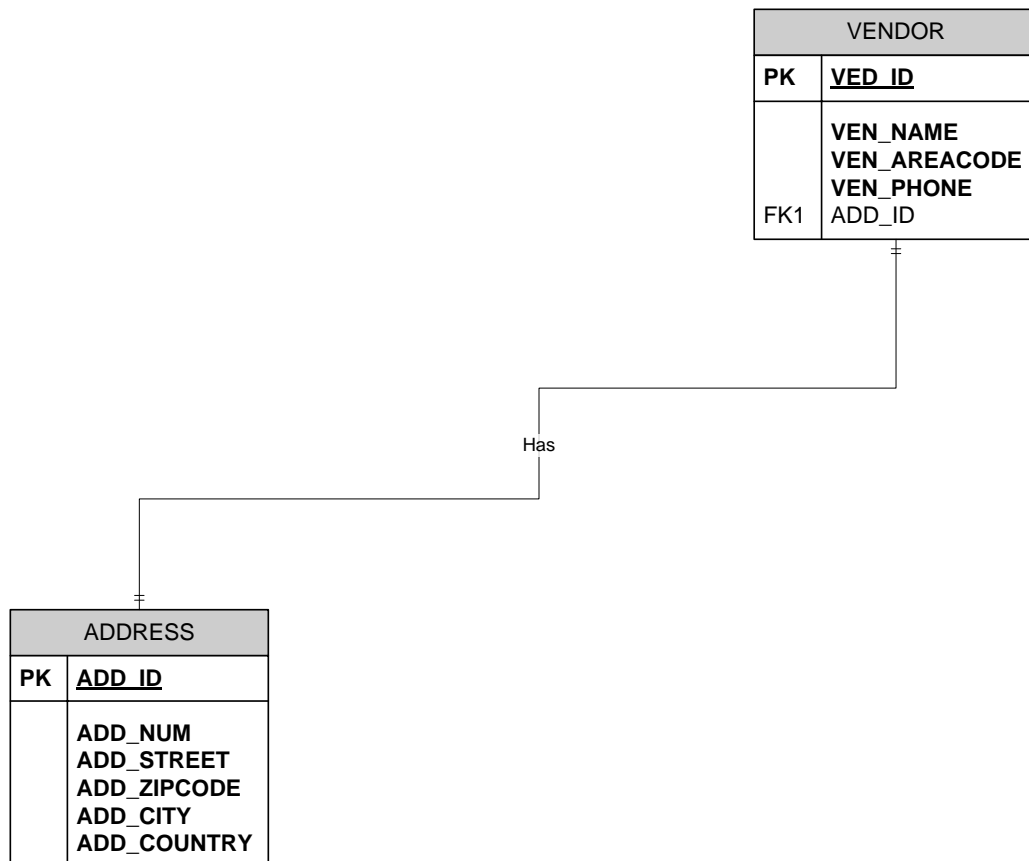 VENDOR
PK VED_ID
VEN_NAME
VEN_AREACODE
VEN_PHONE
FK1 ADD_ID
Has
ADDRESS
PK ADD_ID
ADD_NUM
ADD_STREET
ADD_ZIPCODE
ADD_CITY
ADD_COUNTRY